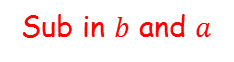 Sub in b and a